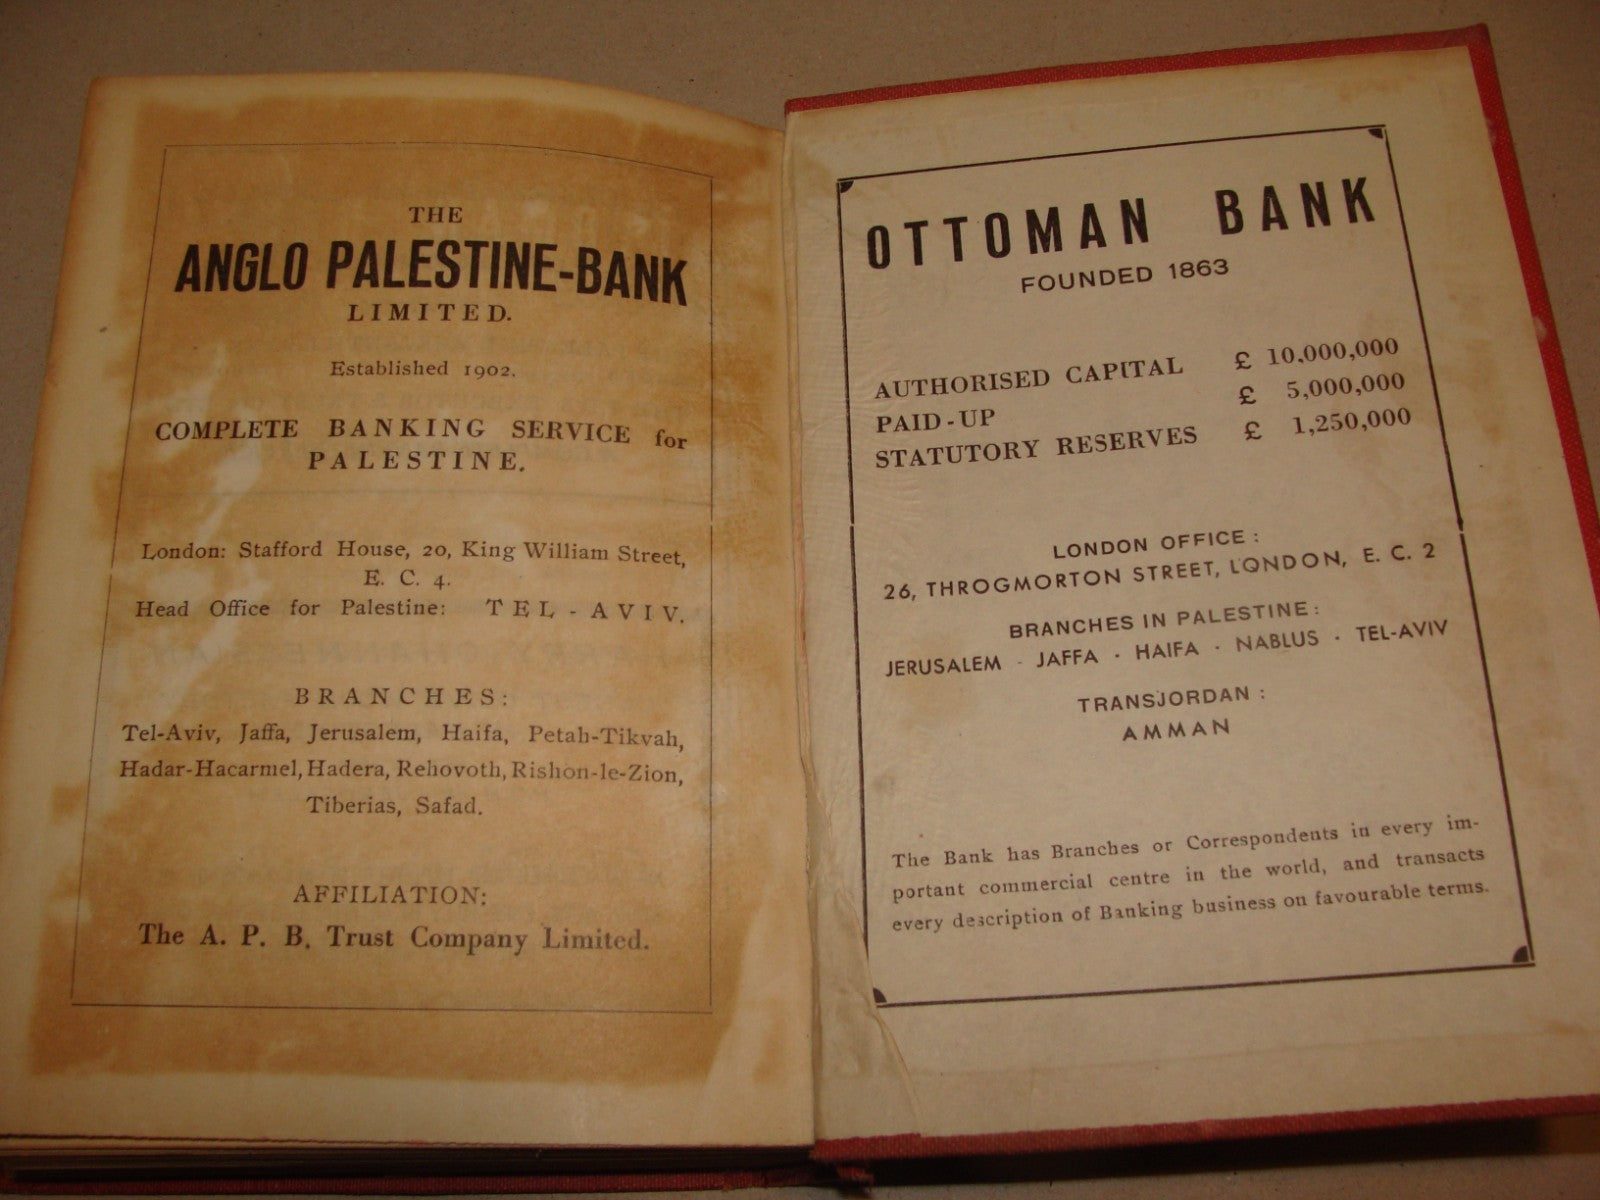 THE
ANGLO PALESTINE-BANK
LIMITED.
Established 1902.
COMPLETE BANKING SERVICE for
PALESTINE.
London: Stafford House, 20, King William Street,
E. C. 4.
Head Office for Palestine: TEL - AVIV.
BRANCHES:
Tel-Aviv, Jaffa, Jerusalem, Haifa, Petah-Tikvah,
Hadar-Hacarmel, Hadera, Rehovoth, Rishon-le-Zion,
Tiberias, Safad.
AFFILIATION:
The A. P. B. Trust Company Limited.
OTTOMAN BANK
FOUNDED 1863
AUTHORISED CAPITAL £ 10.000,000
PAID - UP £ 5,000,000
STATUTORY RESERVES £ 1,250,000
LONDON OFFICE :
26, THROGMORTON STREET, LONDON, E. C. 2
BRANCHES IN PALESTINE :
JERUSALEM - JAFFA - HAIFA - NABLUS - TEL-AVIV
TRANSJORDAN :
AMMAN
The Bank has Branches or Correspondents in every im-
portant commercial centre in the world, and transacts
every description of Banking business on favourable terms.